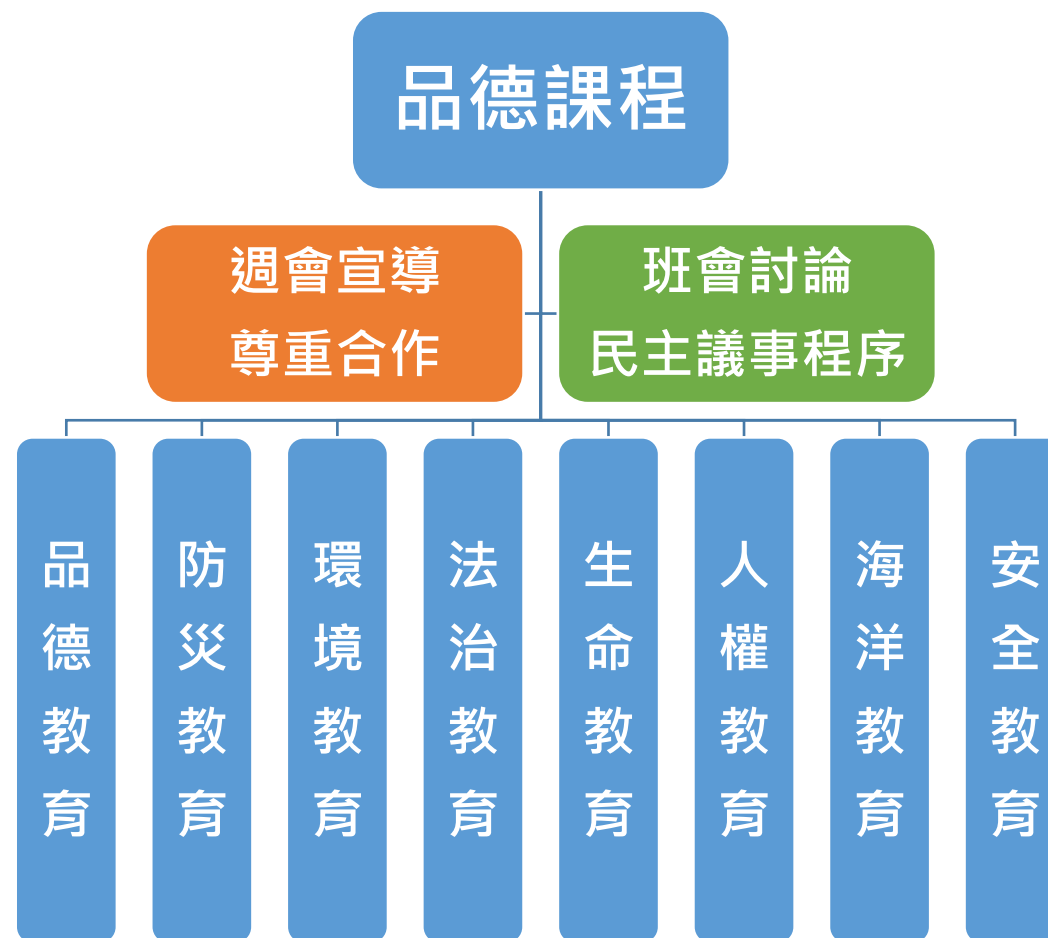 品德課程
週會宣導
尊重合作
班會討論
民主議事程序
品德教育
防災教育
環境教育
法治教育
生命教育
人權教育
海洋教育
安全教育